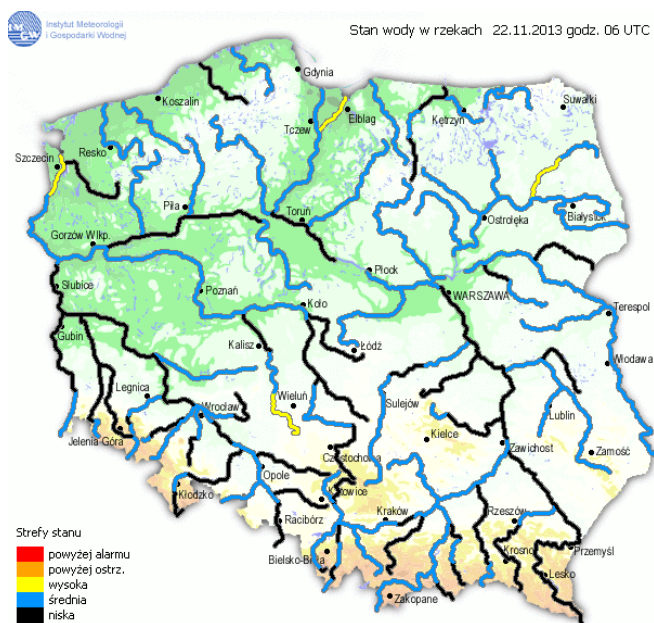 Instytut Meteorologii
i Gospodarki Wodnej
Stan wody w rzekach 22.11.2013 godz. 06 UTC
Gdynia
Koszalin
Suwałki
Elbląg
Kętrzyn
Tczew
Resko
Szczecin
Piła
Toruń
Białystok
Ostrołęka
Gorzów Wlkp.
Płock
Słubice
Poznań
WARSZAWA
Koło
Terespol
Gubin
Kalisz
Łódź
Włodawa
Legnica
Wieluń
Sulejów
Lublin
Wrocław
Jelenia Góra
Kielce
Zawichost
Zamość
Częstochowa
Opole
Kłodzko
Katowice
Kraków
Rzeszów
Racibórz
Strefy stanu
Przemyśl
Krosno
powyżej alarmu
Bielsko-Biała
powyżej ostrz.
Lesko
wysoka
średnia
Zakopane
niska